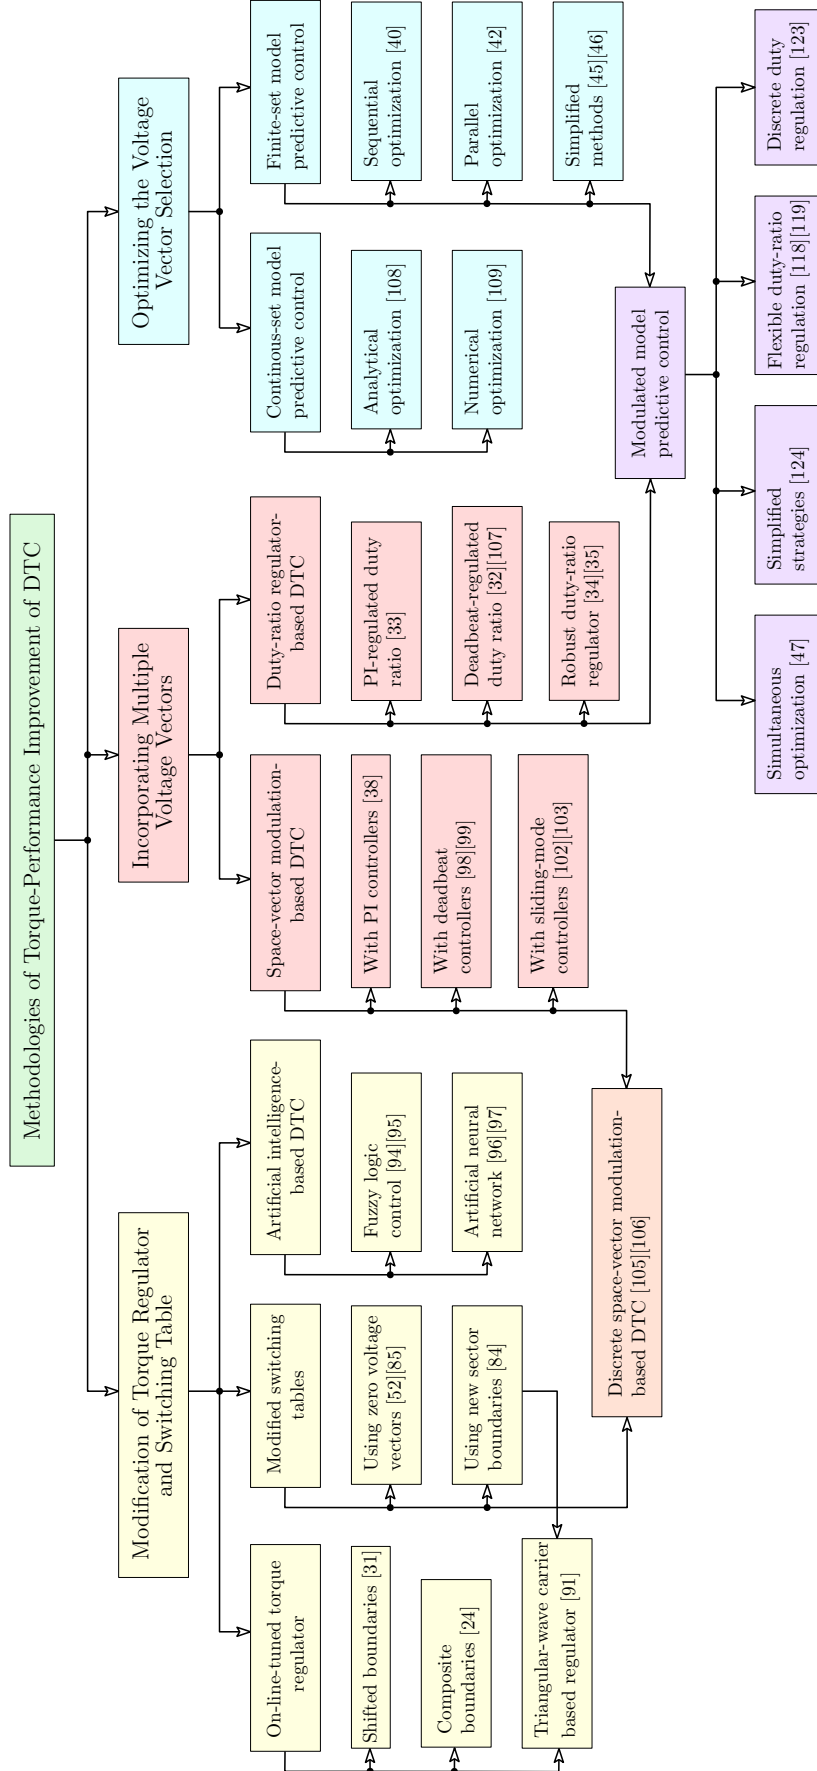 Methodologies of Torque-Performance Improvement of DTC
Modification of Torque Regulator
and Switching Table
Incorporating Multiple
Voltage Vectors
Optimizing the Voltage
Vector Selection
On-line-tuned torque
regulator
Modified switching
tables
Artificial intelligence-
based DTC
Space-vector modulation-
based DTC
Duty-ratio regulator-
based DTC
Continous-set model
predictive control
Finite-set model
predictive control
Shifted boundaries [31]
Composite
boundaries [24]
Triangular-wave carrier
based regulator [91]
Using zero voltage
vectors [52][85]
Using new sector
boundaries [84]
Fuzzy logic
control [94][95]
Artificial neural
network [96][97]
Discrete space-vector modulation-
based DTC [105][106]
With PI controllers [38]
With deadbeat
controllers [98][99]
With sliding-mode
controllers [102][103]
PI-regulated duty
ratio [33]
Deadbeat-regulated
duty ratio [32][107]
Robust duty-ratio
regulator [34][35]
Analytical
optimization [108]
Numerical
optimization [109]
Sequential
optimization [40]
Parallel
optimization [42]
Simplified
methods [45][46]
Modulated model
predictive control
Simultaneous
optimization [47]
Simplified
strategies [124]
Flexible duty-ratio
regulation [118][119]
Discrete duty
regulation [123]